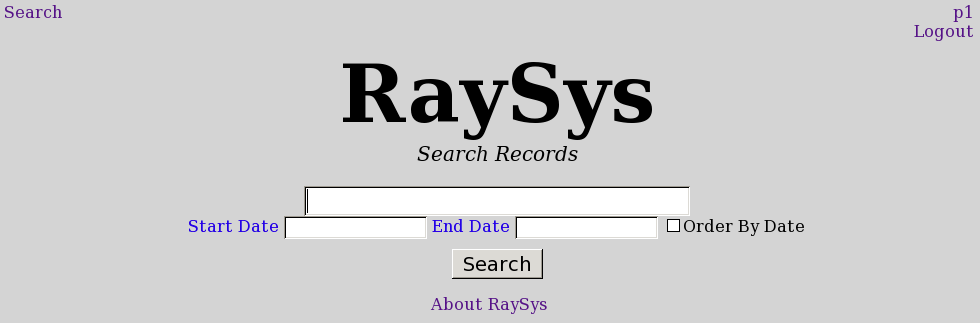 Search
p1
Logout
RaySys
Search Records
Start Date End Date Order By Date
Search
About RaySys